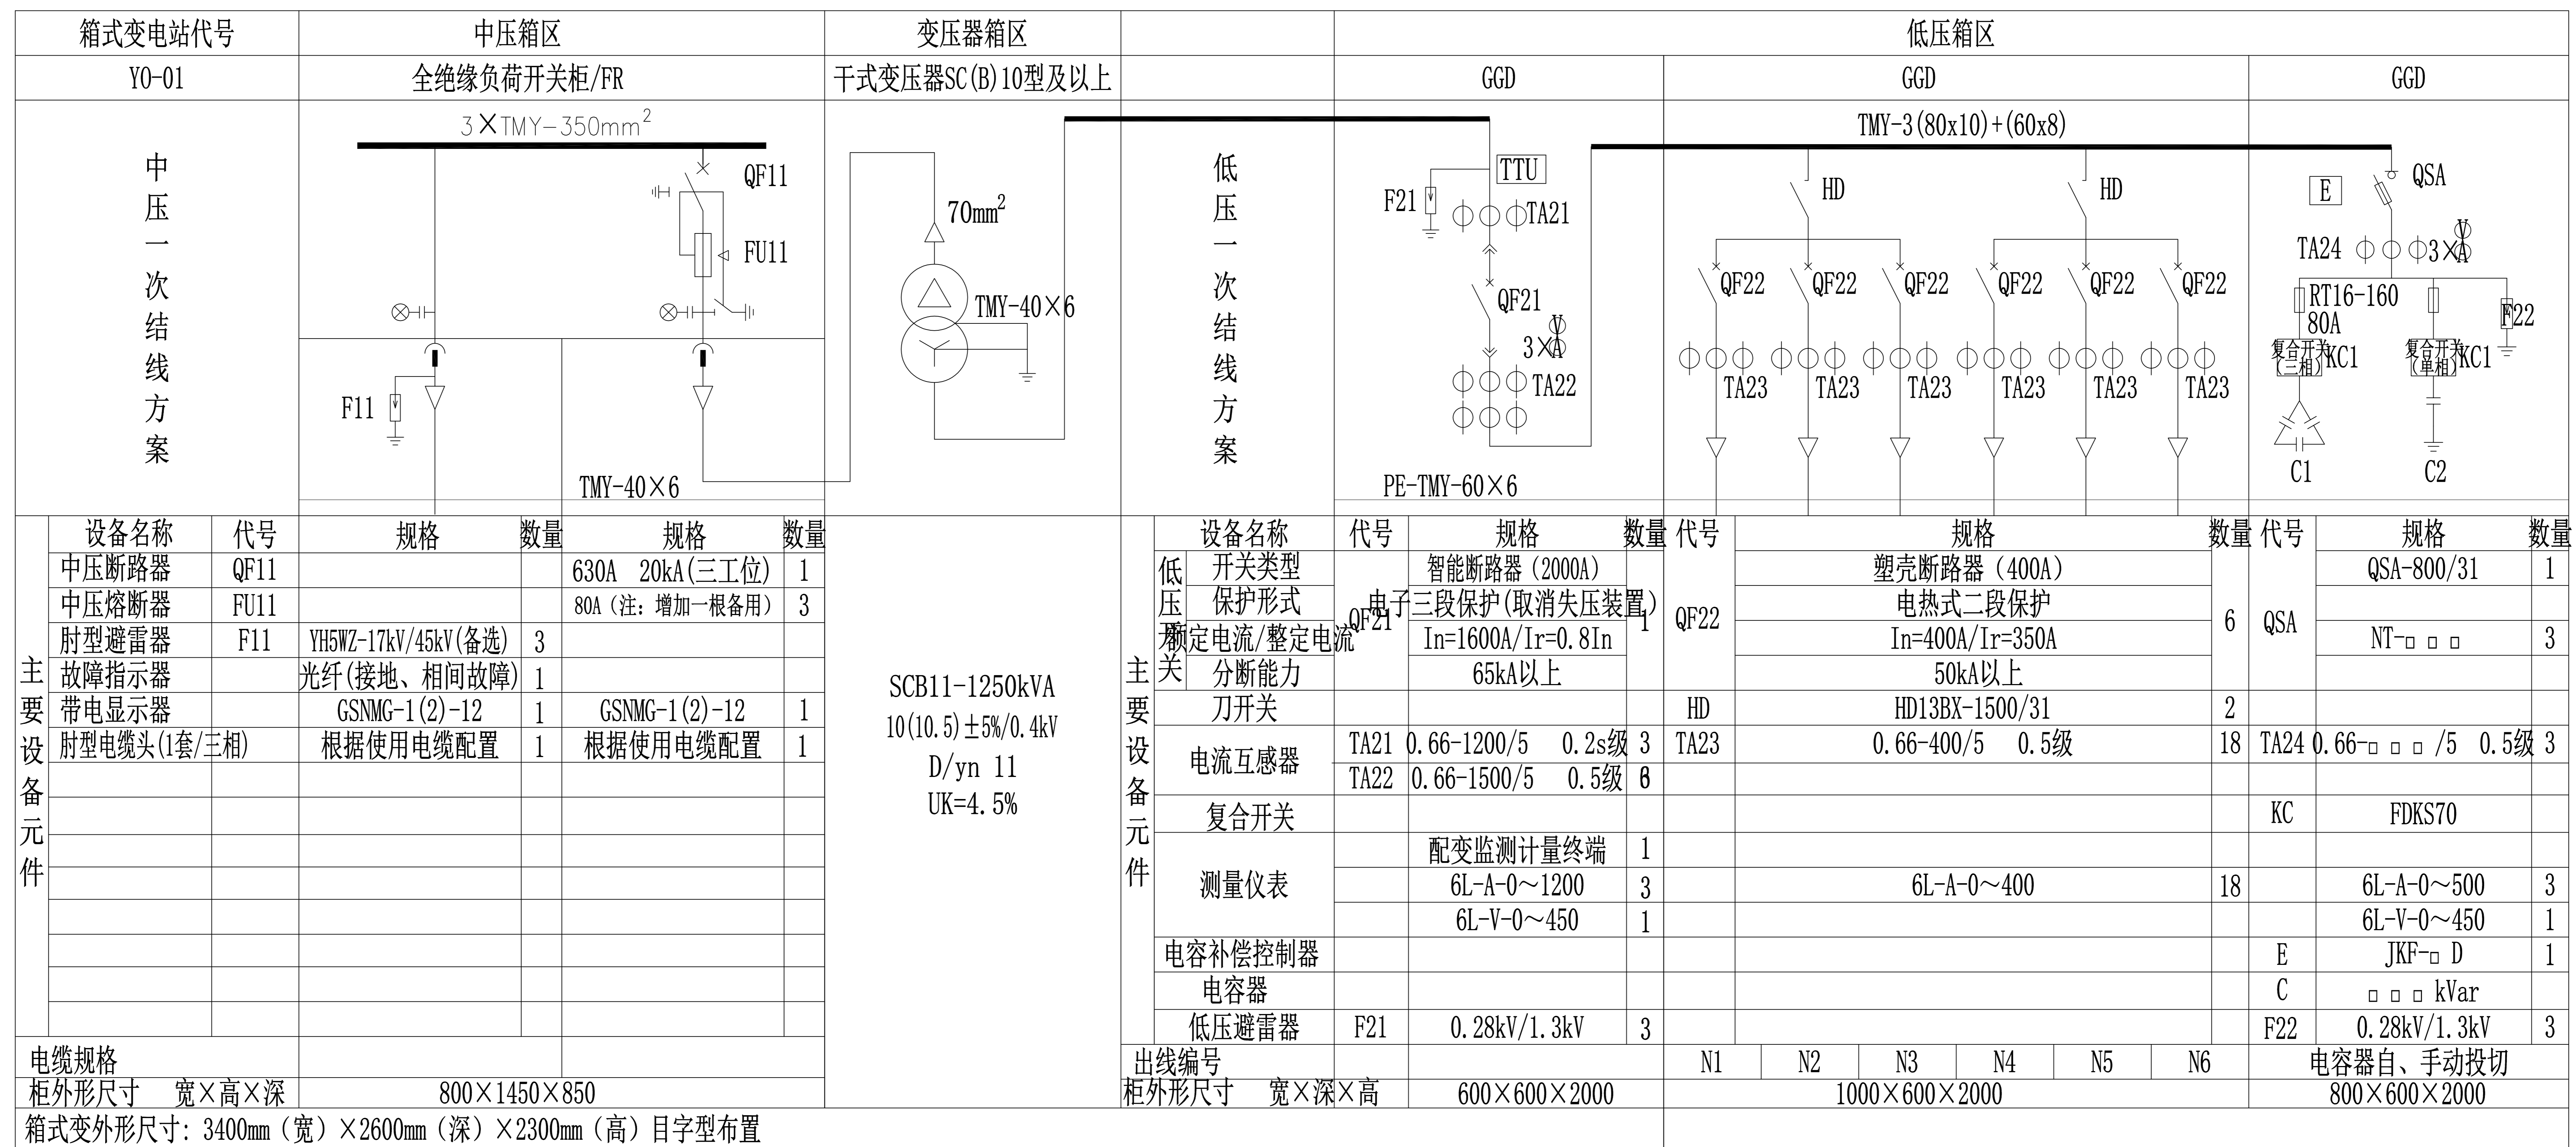 箱式变电站代号 中压箱区 变压器箱区 低压箱区
YO-01 全绝缘负荷开关柜/FR 干式变压器SC(B)10型及以上 GGD GGD GGD
中压一次结线方案
3×TMY-350mm²
QF11
FU11
F11
TMY-40×6
70mm²
TMY-40×6
低压一次结线方案
TTU
F21
TA21
QF21
V
3×A
TA22
PE-TMY-60×6
TMY-3(80x10)+(60x8)
HD HD
QF22 QF22 QF22 QF22 QF22 QF22
TA23 TA23 TA23 TA23 TA23 TA23
E
QSA
V
TA24 3×A
RT16-160
80A
F22
复合开关
(三相)
KC1
复合开关
(单相)
KC1
C1 C2
主要设备元件
设备名称 代号 规格 数量 规格 数量
中压断路器 QF11 630A 20kA(三工位) 1
中压熔断器 FU11 80A（注：增加一根备用） 3
肘型避雷器 F11 YH5WZ-17kV/45kV(备选) 3
故障指示器 光纤(接地、相间故障) 1
带电显示器 GSNMG-1(2)-12 1 GSNMG-1(2)-12 1
肘型电缆头(1套/三相) 根据使用电缆配置 1 根据使用电缆配置 1
电缆规格
柜外形尺寸 宽×高×深 800×1450×850
SCB11-1250kVA
10(10.5)±5%/0.4kV
D/yn 11
UK=4.5%
主要设备元件
设备名称 代号 规格 数量 代号 规格 数量 代号 规格 数量
低压开关
开关类型 智能断路器（2000A） 塑壳断路器（400A） QSA-800/31 1
保护形式 电子三段保护(取消失压装置) 电热式二段保护
QF21 1 QF22 6 QSA
额定电流/整定电流 In=1600A/Ir=0.8In In=400A/Ir=350A NT-□ □ □ 3
分断能力 65kA以上 50kA以上
刀开关 HD HD13BX-1500/31 2
电流互感器
TA21 0.66-1200/5 0.2s级 3 TA23 0.66-400/5 0.5级 18 TA24 0.66-□ □ □ /5 0.5级 3
TA22 0.66-1500/5 0.5级
复合开关 KC FDKS70
测量仪表
配变监测计量终端 1
6L-A-0～1200 3 6L-A-0～400 18 6L-A-0～500 3
6L-V-0～450 1 6L-V-0～450 1
电容补偿控制器 E JKF-□ D 1
电容器 C □ □ □ kVar
低压避雷器 F21 0.28kV/1.3kV 3 F22 0.28kV/1.3kV 3
出线编号 N1 N2 N3 N4 N5 N6 电容器自、手动投切
柜外形尺寸 宽×深×高 600×600×2000 1000×600×2000 800×600×2000
箱式变外形尺寸: 3400mm（宽）×2600mm（深）×2300mm（高）目字型布置